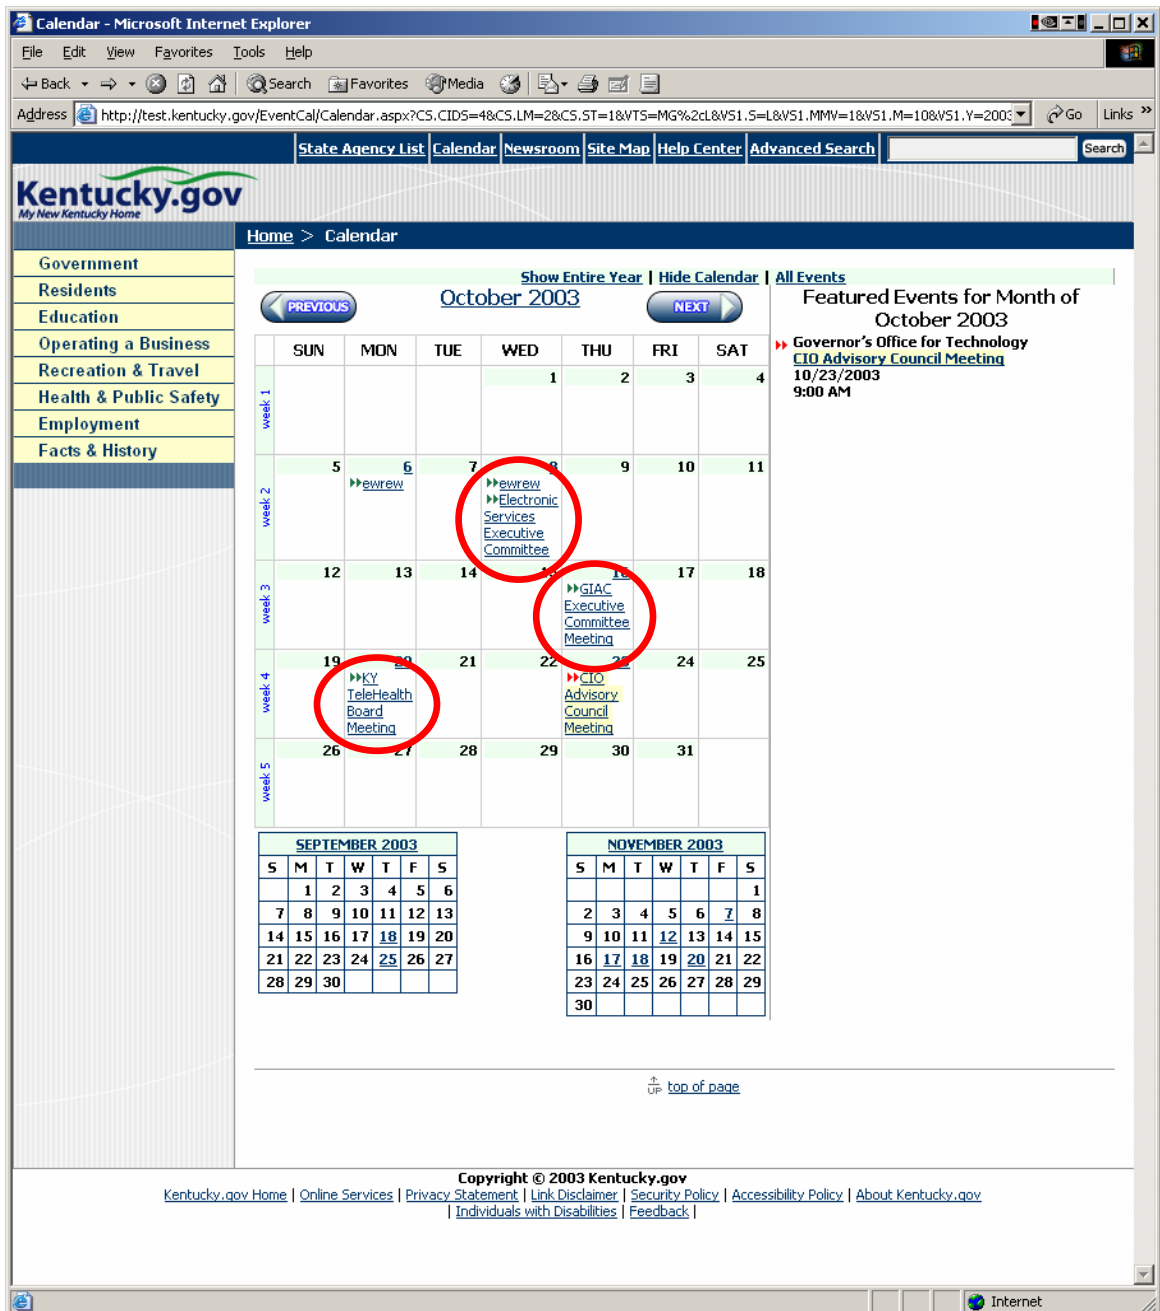 Calendar - Microsoft Internet Explorer
File Edit View Favorites Tools Help
Back Search Favorites Media
Address http://test.kentucky.gov/EventCal/Calendar.aspx?CS.CIDS=4&CS.LM=28&CS.ST=1&VTS=MG%2cL&VS1.S=L&VS1.MMV=1&VS1.M=10&VS1.Y=2003 Go Links »
State Agency List Calendar Newsroom Site Map Help Center Advanced Search Search
Kentucky.gov
My New Kentucky Home
Home > Calendar
Government
Residents
Education
Operating a Business
Recreation & Travel
Health & Public Safety
Employment
Facts & History
Show Entire Year | Hide Calendar | All Events
PREVIOUS October 2003 NEXT
SUN MON TUE WED THU FRI SAT
week 1
1 2 3 4
week 2
5 6 7 8 9 10 11
ewrew
ewrew
Electronic
Services
Executive
Committee
week 3
12 13 14 15 16 17 18
GIAC
Executive
Committee
Meeting
week 4
19 20 21 22 23 24 25
KY
TeleHealth
Board
Meeting
CIO
Advisory
Council
Meeting
week 5
26 27 28 29 30 31
Featured Events for Month of
October 2003
Governor's Office for Technology
CIO Advisory Council Meeting
10/23/2003
9:00 AM
SEPTEMBER 2003
S M T W T F S
1 2 3 4 5 6
7 8 9 10 11 12 13
14 15 16 17 18 19 20
21 22 23 24 25 26 27
28 29 30
NOVEMBER 2003
S M T W T F S
1
2 3 4 5 6 7 8
9 10 11 12 13 14 15
16 17 18 19 20 21 22
23 24 25 26 27 28 29
30
UP top of page
Copyright © 2003 Kentucky.gov
Kentucky.gov Home | Online Services | Privacy Statement | Link Disclaimer | Security Policy | Accessibility Policy | About Kentucky.gov
| Individuals with Disabilities | Feedback |
Internet